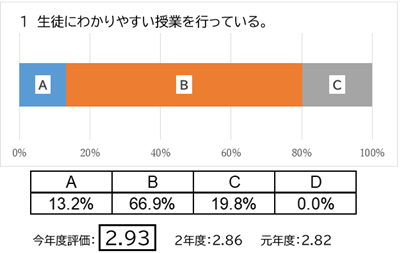 1 生徒にわかりやすい授業を行っている。
A B C
0% 20% 40% 60% 80% 100%
A B C D
13.2% 66.9% 19.8% 0.0%
今年度評価： 2.93 2年度：2.86 元年度：2.82